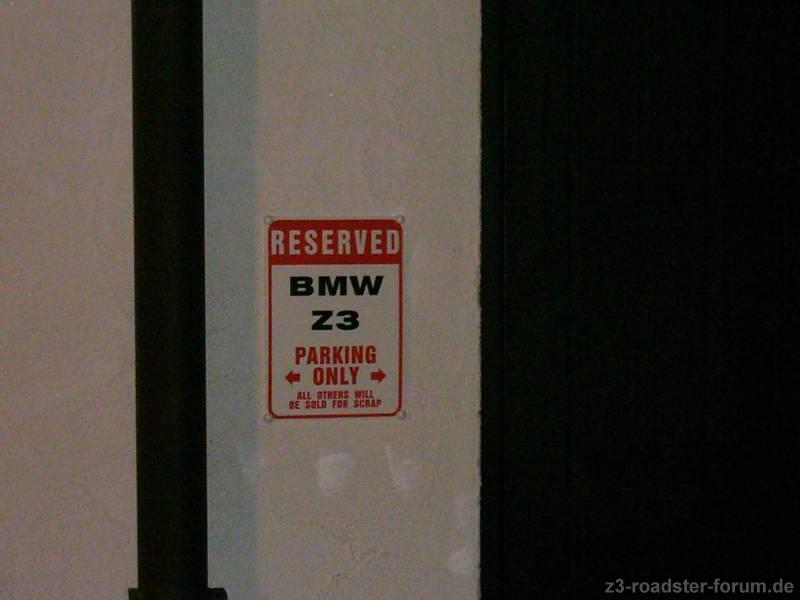 RESERVED
BMW
Z3
PARKING
ONLY
ALL OTHERS WILL
BE SOLD FOR SCRAP
z3-roadster-forum.de